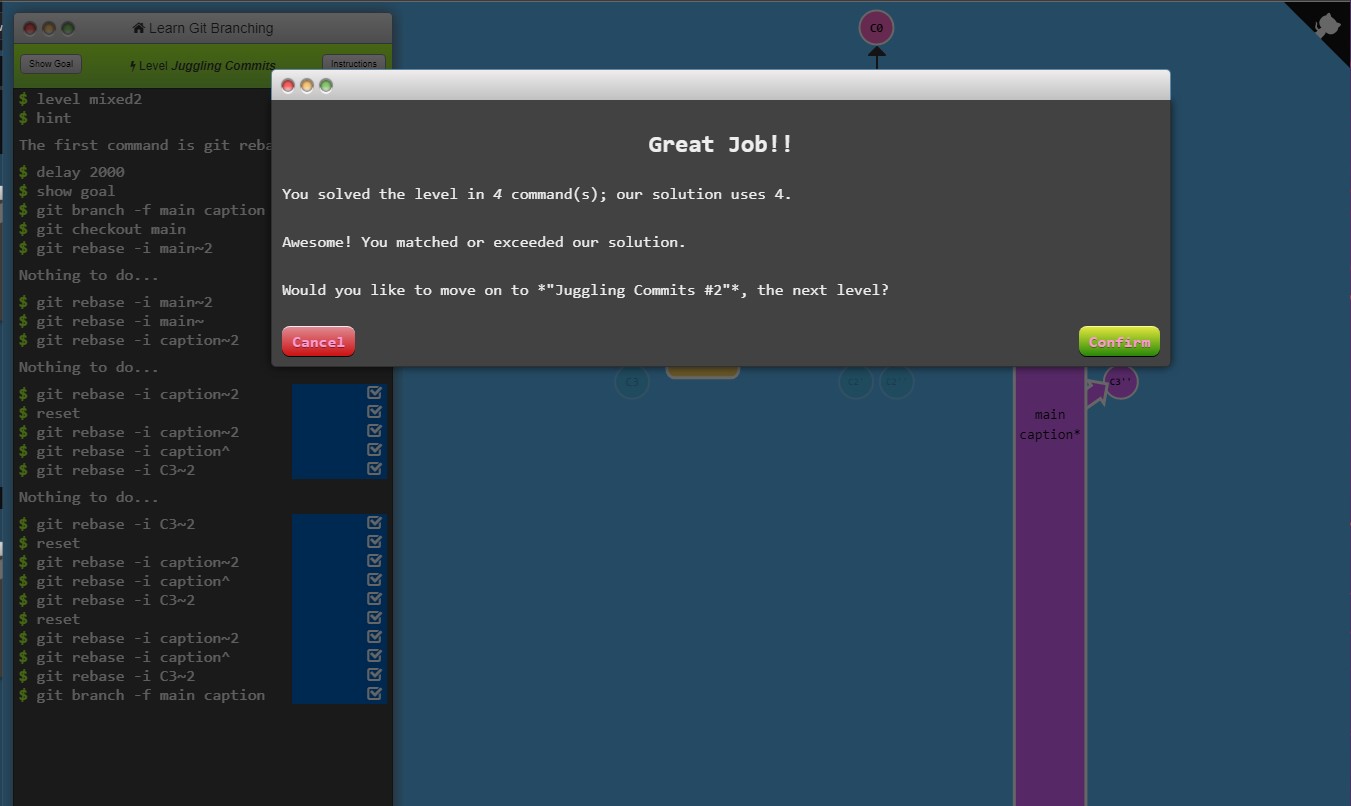 Learn Git Branching
Show Goal
Level Juggling Commits
Instructions
$ level mixed2
$ hint
The first command is git reba
$ delay 2000
$ show goal
$ git branch -f main caption
$ git checkout main
$ git rebase -i main~2
Nothing to do...
$ git rebase -i main~2
$ git rebase -i main~
$ git rebase -i caption~2
Nothing to do...
$ git rebase -i caption~2
$ reset
$ git rebase -i caption~2
$ git rebase -i caption^
$ git rebase -i C3~2
Nothing to do...
$ git rebase -i C3~2
$ reset
$ git rebase -i caption~2
$ git rebase -i caption^
$ git rebase -i C3~2
$ reset
$ git rebase -i caption~2
$ git rebase -i caption^
$ git rebase -i C3~2
$ git branch -f main caption
C0
Great Job!!
You solved the level in 4 command(s); our solution uses 4.
Awesome! You matched or exceeded our solution.
Would you like to move on to *"Juggling Commits #2"*, the next level?
Cancel
Confirm
C3
C3''
main
caption*